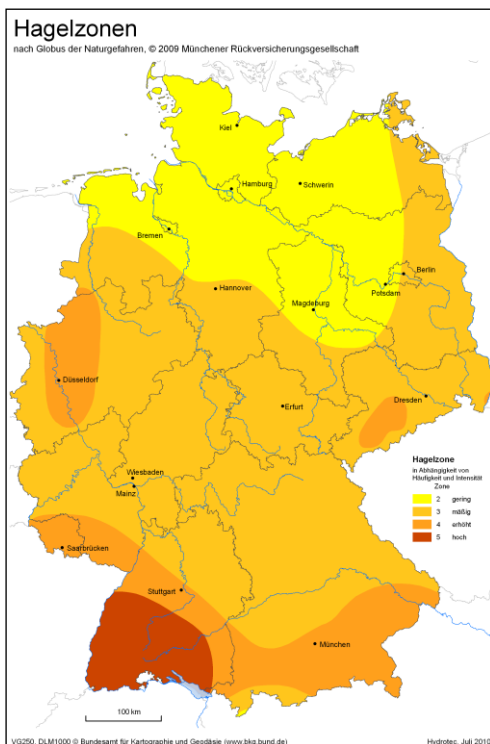 Hagelzonen
nach Globus der Naturgefahren, © 2009 Münchener Rückversicherungsgesellschaft
Kiel
Hamburg
Schwerin
Bremen
Berlin
Potsdam
Hannover
Magdeburg
Düsseldorf
Dresden
Erfurt
Hagelzone
in Abhängigkeit von
Häufigkeit und Intensität
Zone
2 gering
3 mäßig
4 erhöht
5 hoch
Wiesbaden
Mainz
Saarbrücken
Stuttgart
München
100 km
VG250, DLM1000 © Bundesamt für Kartographie und Geodäsie (www.bkg.bund.de)
Hydrotec, Juli 2010